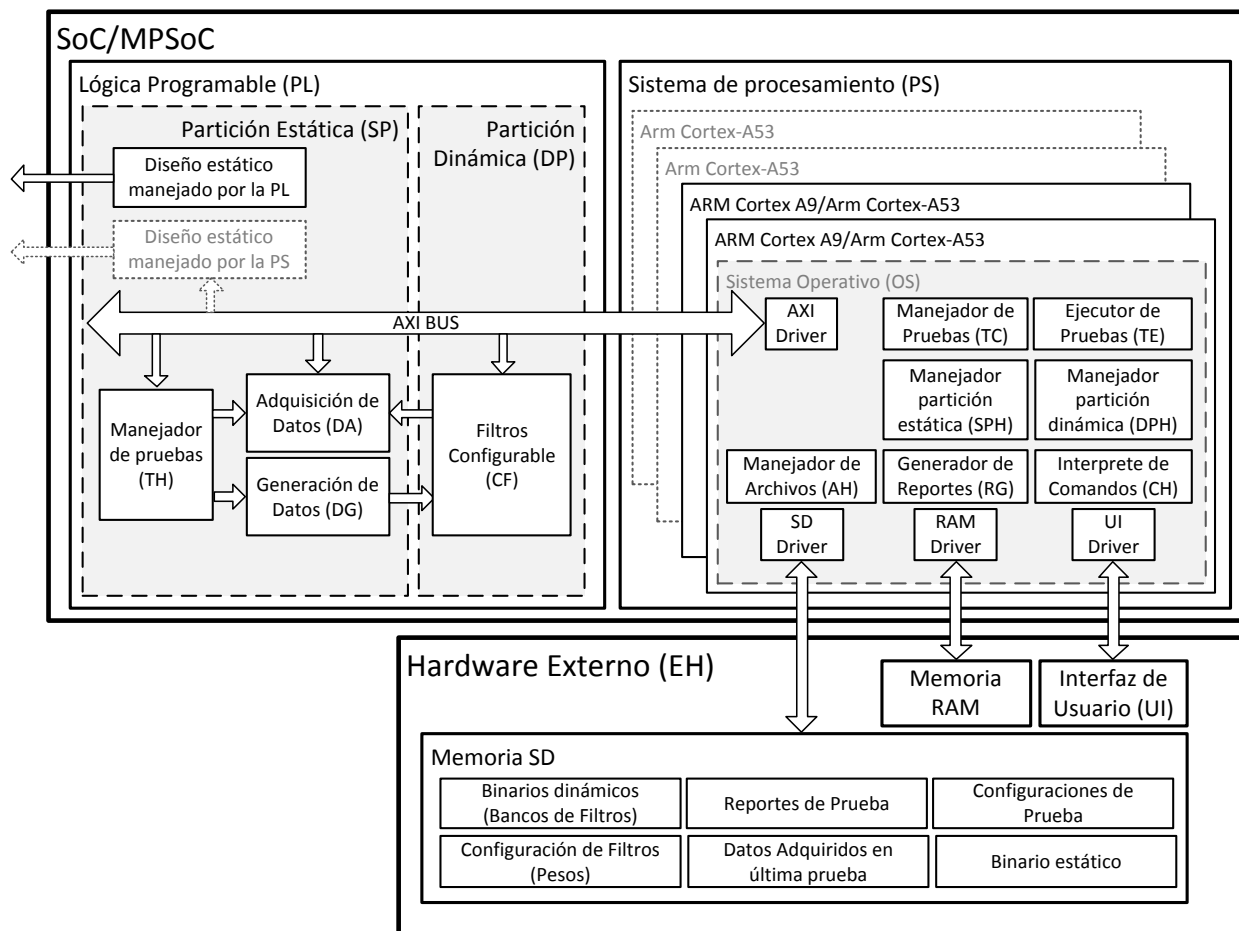 SoC/MPSoC
Lógica Programable (PL)
Partición Estática (SP)
Diseño estático
manejado por la PL
Diseño estático
manejado por la PS
Partición
Dinámica (DP)
AXI BUS
Manejador
de pruebas
(TH)
Adquisición de
Datos (DA)
Generación de
Datos (DG)
Filtros
Configurable
(CF)
Sistema de procesamiento (PS)
Arm Cortex-A53
Arm Cortex-A53
ARM Cortex A9/Arm Cortex-A53
ARM Cortex A9/Arm Cortex-A53
Sistema Operativo (OS)
AXI
Driver
Manejador de
Pruebas (TC)
Ejecutor de
Pruebas (TE)
Manejador
partición
estática (SPH)
Manejador
partición
dinámica (DPH)
Manejador de
Archivos (AH)
Generador de
Reportes (RG)
Interprete de
Comandos (CH)
SD
Driver
RAM
Driver
UI
Driver
Hardware Externo (EH)
Memoria
RAM
Interfaz de
Usuario (UI)
Memoria SD
Binarios dinámicos
(Bancos de Filtros)
Reportes de Prueba
Configuraciones de
Prueba
Configuración de Filtros
(Pesos)
Datos Adquiridos en
última prueba
Binario estático